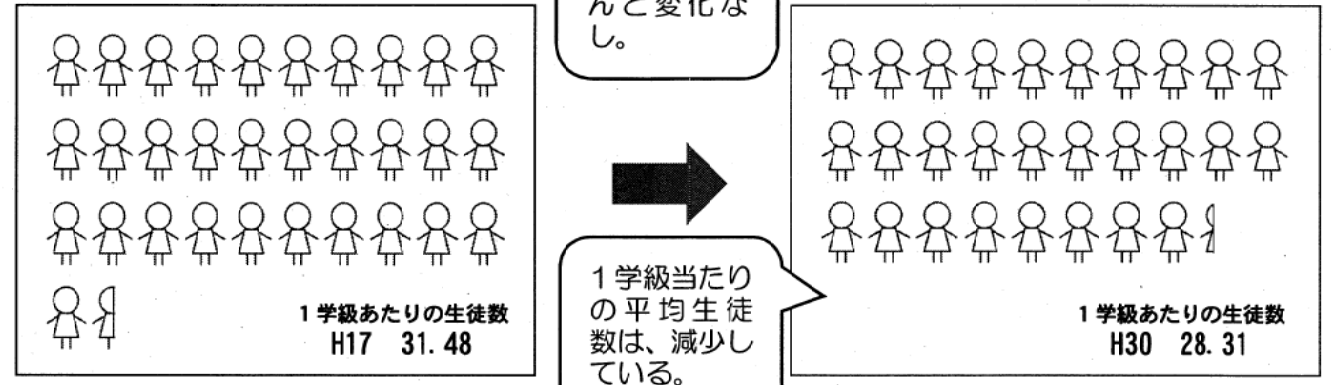 んど変化な
し。
1学級あたりの生徒数
H17 31.48
1学級当たり
の平均生徒
数は、減少し
ている。
1学級あたりの生徒数
H30 28.31